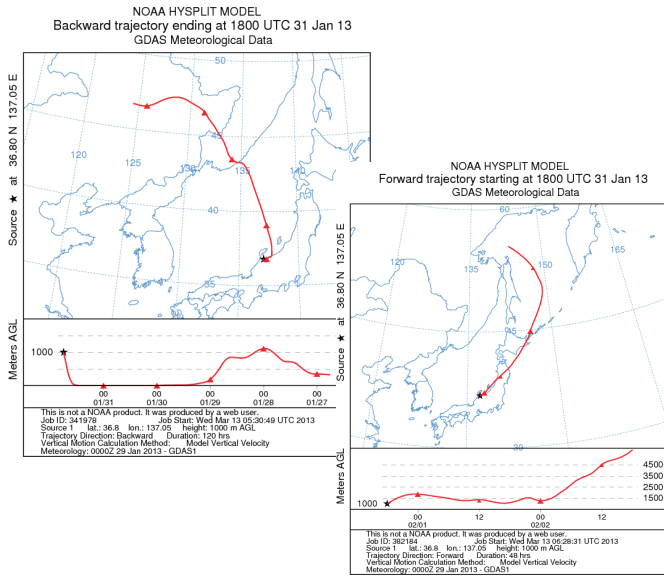 NOAA HYSPLIT MODEL
Backward trajectory ending at 1800 UTC 31 Jan 13
GDAS Meteorological Data
Source ★ at 36.80 N 137.05 E
50
120
125
130
45
135
140
40
35
Meters AGL
1000
00 00 00 00 00
01/31 01/30 01/29 01/28 01/27
This is not a NOAA product. It was produced by a web user.
Job ID: 341978 Job Start: Wed Mar 13 05:30:49 UTC 2013
Source 1 lat.: 36.8 lon.: 137.05 height: 1000 m AGL
Trajectory Direction: Backward Duration: 120 hrs
Vertical Motion Calculation Method: Model Vertical Velocity
Meteorology: 0000Z 29 Jan 2013 - GDAS1
NOAA HYSPLIT MODEL
Forward trajectory starting at 1800 UTC 31 Jan 13
GDAS Meteorological Data
Source ★ at 36.80 N 137.05 E
60
120
135
150
165
45
30
Meters AGL
4500
3500
2500
1500
1000
00 12 00 12
02/01 02/02
This is not a NOAA product. It was produced by a web user.
Job ID: 382184 Job Start: Wed Mar 13 06:28:31 UTC 2013
Source 1 lat.: 36.8 lon.: 137.05 height: 1000 m AGL
Trajectory Direction: Forward Duration: 48 hrs
Vertical Motion Calculation Method: Model Vertical Velocity
Meteorology: 0000Z 29 Jan 2013 - GDAS1